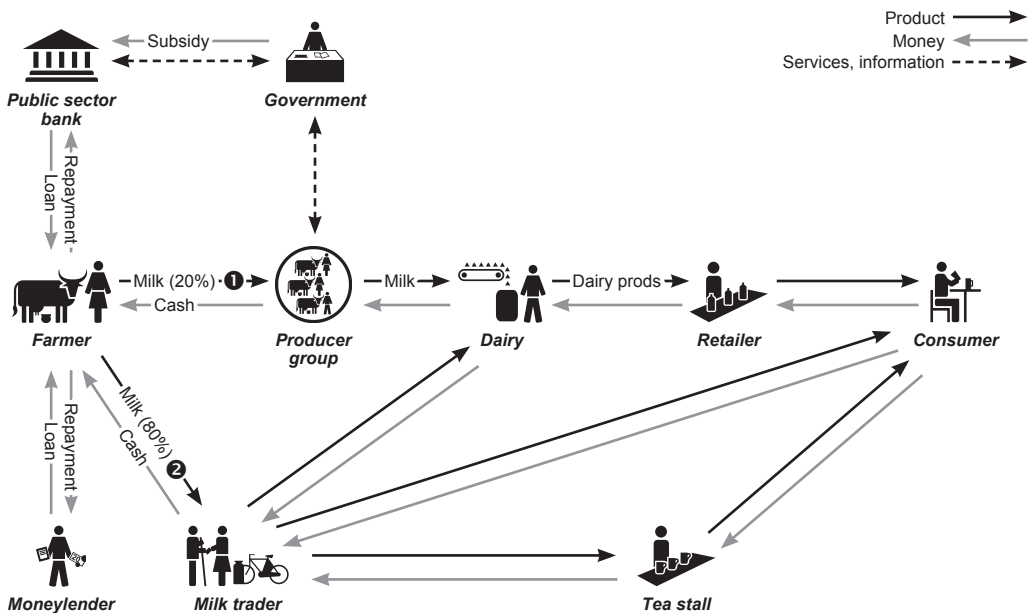 Product
Money
Services, information
Subsidy
Public sector
bank
Government
Repayment
Loan
Milk (20%) 1
Cash
Milk
Dairy prods
Farmer
Producer
group
Dairy
Retailer
Consumer
Milk (80%) 2
Cash
Repayment
Loan
20
Moneylender
Milk trader
Tea stall